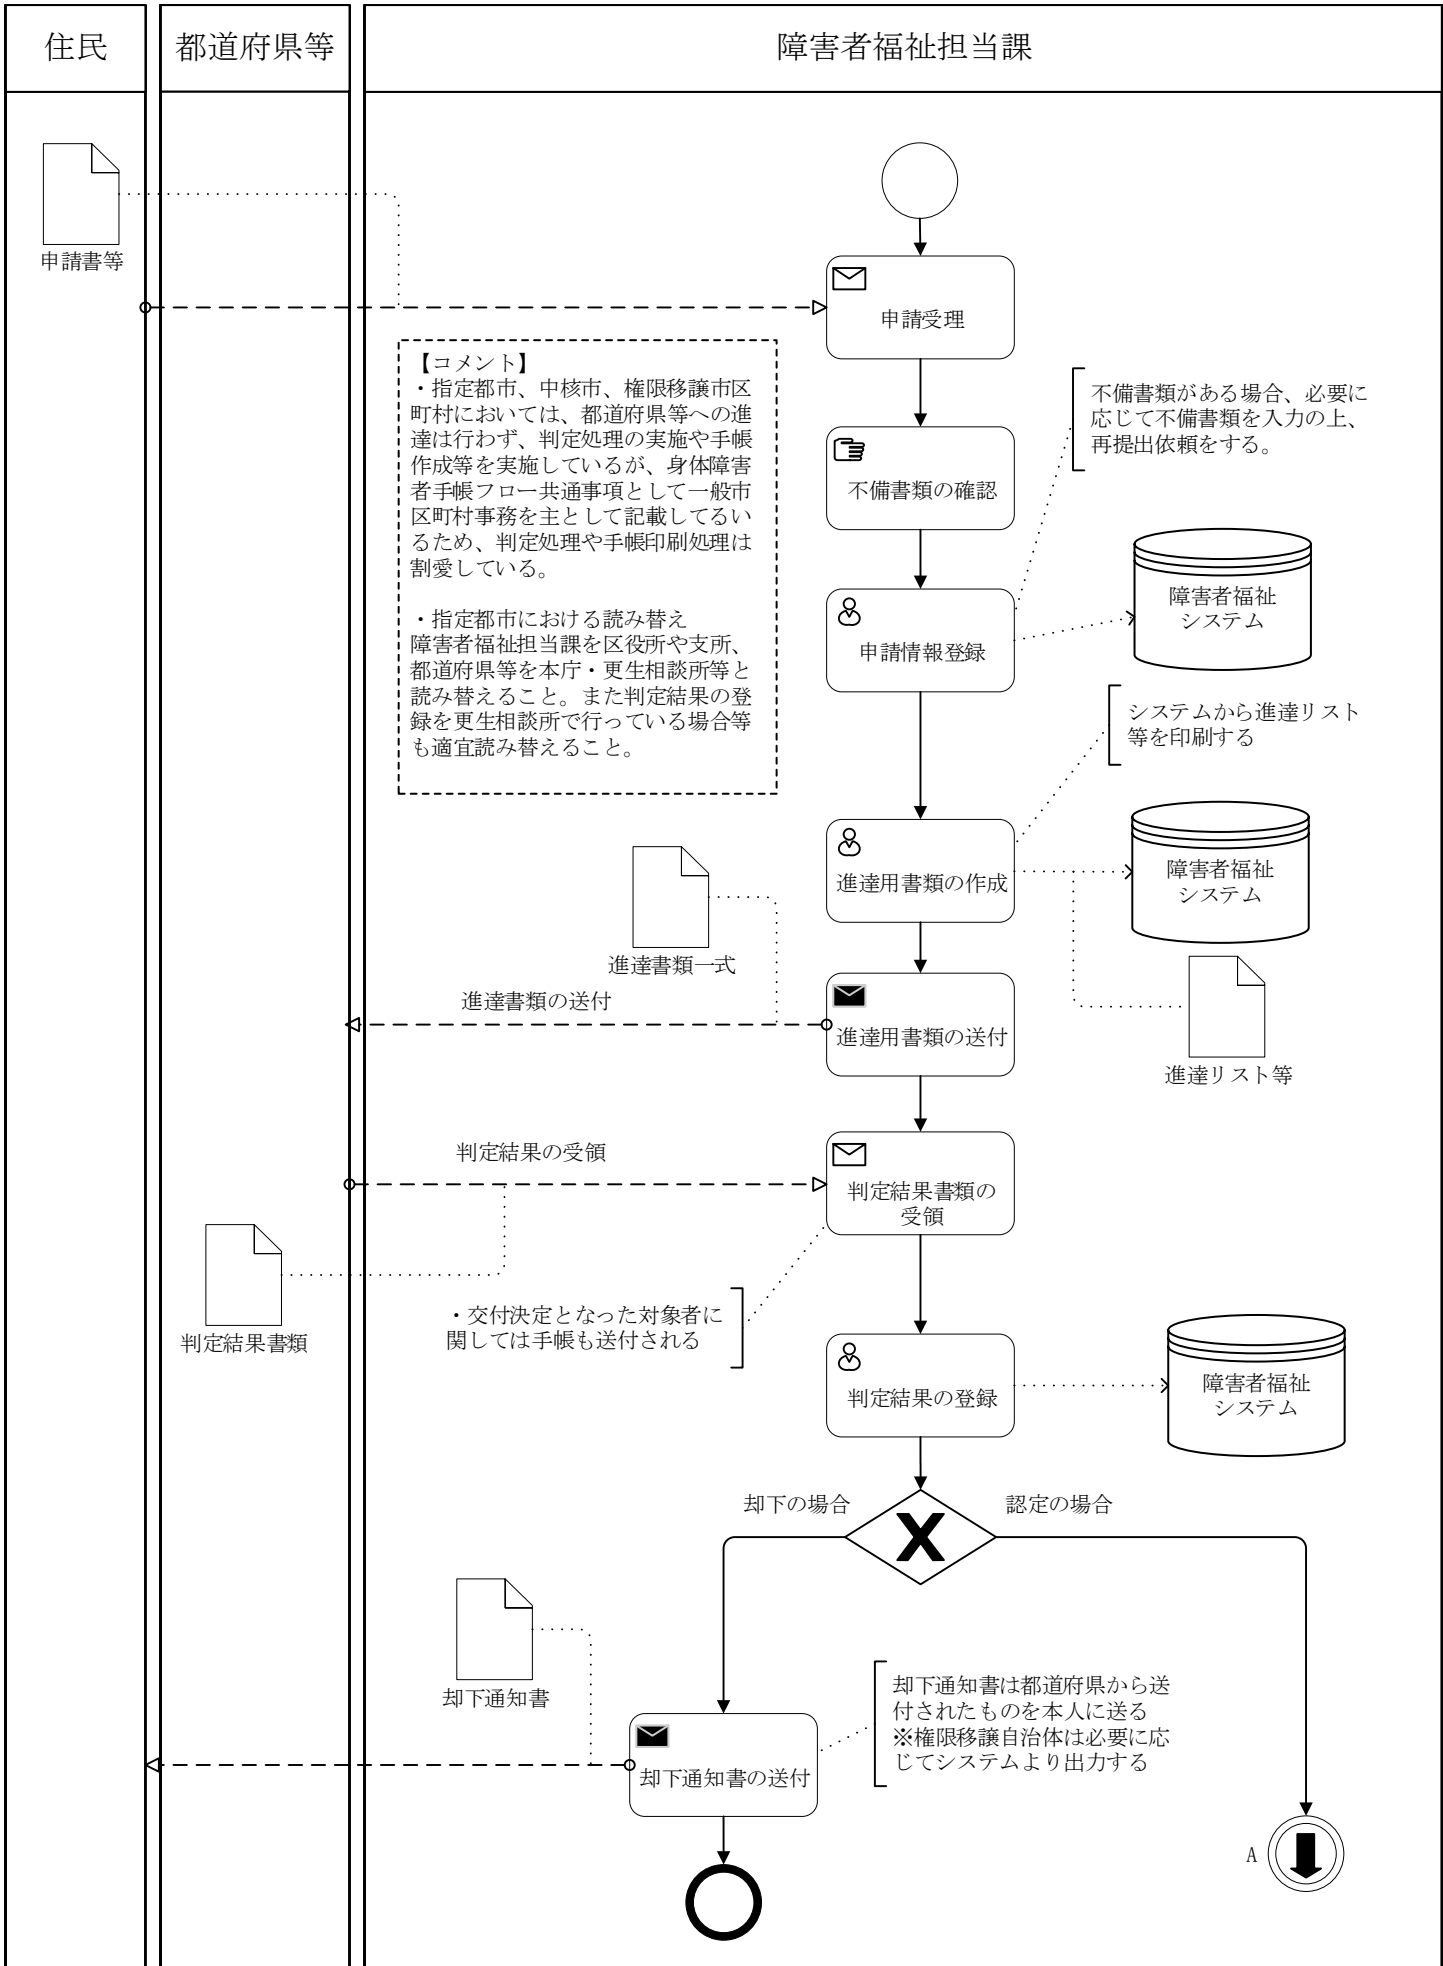 住民
都道府県等
障害者福祉担当課
申請書等
申請受理
【コメント】
・指定都市、中核市、権限移譲市区
町村においては、都道府県等への進
達は行わず、判定処理の実施や手帳
作成等を実施しているが、身体障害
者手帳フロー共通事項として一般市
区町村事務を主として記載してるい
るため、判定処理や手帳印刷処理は
割愛している。
・指定都市における読み替え
障害者福祉担当課を区役所や支所、
都道府県等を本庁・更生相談所等と
読み替えること。また判定結果の登
録を更生相談所で行っている場合等
も適宜読み替えること。
不備書類がある場合、必要に
応じて不備書類を入力の上、
再提出依頼をする。
不備書類の確認
障害者福祉
システム
申請情報登録
システムから進達リスト
等を印刷する
進達用書類の作成
障害者福祉
システム
進達書類一式
進達書類の送付
進達用書類の送付
進達リスト等
判定結果の受領
判定結果書類の
受領
判定結果書類
・交付決定となった対象者に
関しては手帳も送付される
判定結果の登録
障害者福祉
システム
却下の場合
認定の場合
却下通知書
却下通知書は都道府県から送
付されたものを本人に送る
※権限移譲自治体は必要に応
じてシステムより出力する
却下通知書の送付
A